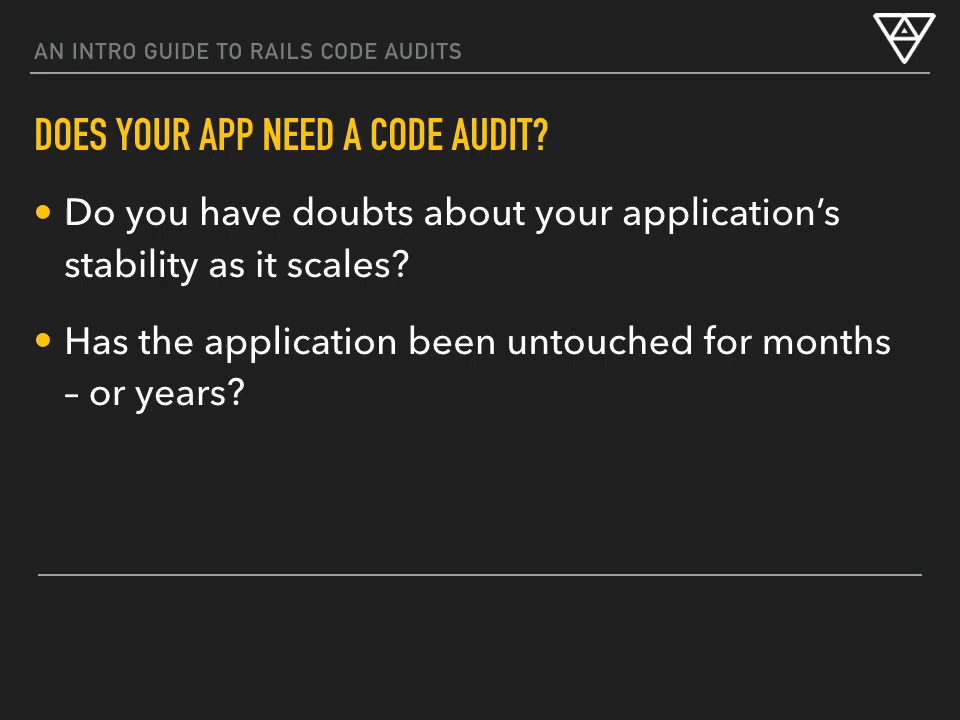 AN INTRO GUIDE TO RAILS CODE AUDITS
DOES YOUR APP NEED A CODE AUDIT?
• Do you have doubts about your application’s
stability as it scales?
• Has the application been untouched for months
– or years?